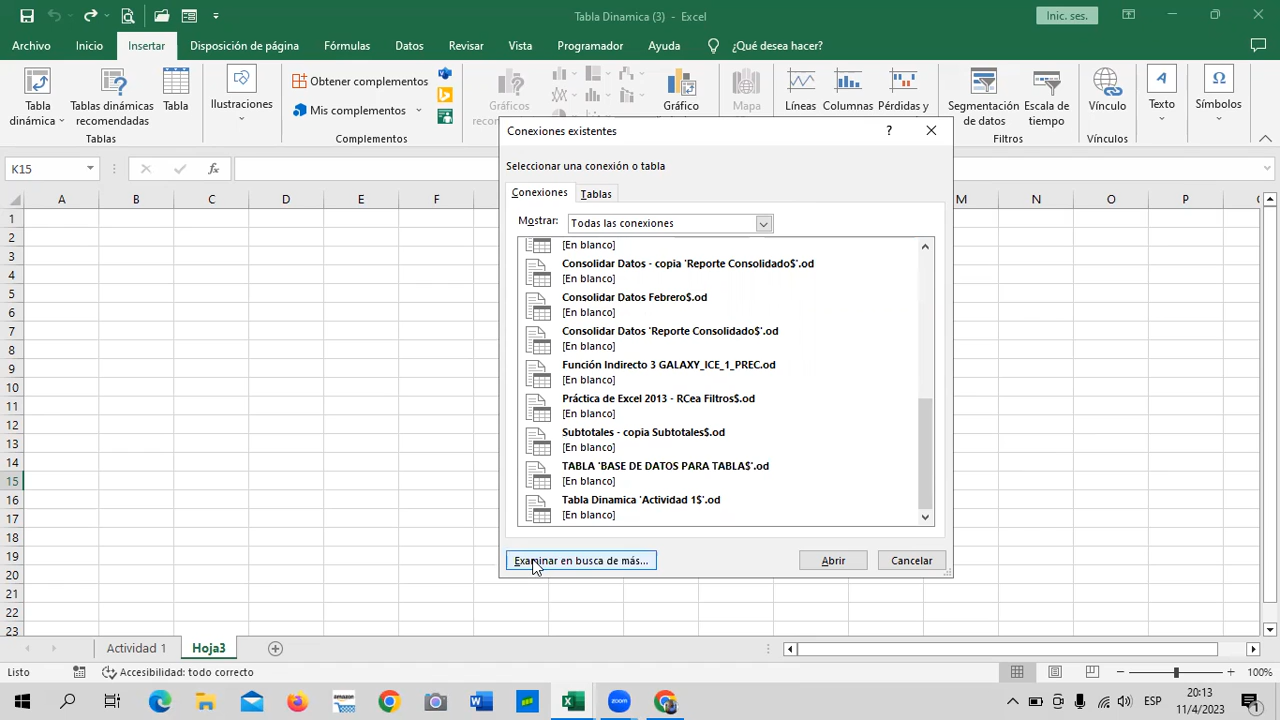 Tabla Dinamica (3) - Excel
Inic. ses.
Archivo Inicio Insertar Disposición de página Fórmulas Datos Revisar Vista Programador Ayuda ¿Qué desea hacer?
Tabla dinámica
Tablas dinámicas recomendadas
Tabla
Ilustraciones
Obtener complementos
Mis complementos
Gráficos
Gráfico
Mapa
Líneas
Columnas
Pérdidas y
Segmentación de datos
Escala de tiempo
Vínculo
Texto
Símbolos
Tablas
Complementos
Filtros
Vínculos
K15
fx
A B C D E F M N O P
1
2
3
4
5
6
7
8
9
10
11
12
13
14
15
16
17
18
19
20
21
22
23
Conexiones existentes
?
Seleccionar una conexión o tabla
Conexiones Tablas
Mostrar: Todas las conexiones
[En blanco]
Consolidar Datos - copia 'Reporte Consolidado$'.od
[En blanco]
Consolidar Datos Febrero$.od
[En blanco]
Consolidar Datos 'Reporte Consolidado$'.od
[En blanco]
Función Indirecto 3 GALAXY_ICE_1_PREC.od
[En blanco]
Práctica de Excel 2013 - RCea Filtros$.od
[En blanco]
Subtotales - copia Subtotales$.od
[En blanco]
TABLA 'BASE DE DATOS PARA TABLA$'.od
[En blanco]
Tabla Dinamica 'Actividad 1$'.od
[En blanco]
Examinar en busca de más...
Abrir
Cancelar
Actividad 1 Hoja3
Listo
Accesibilidad: todo correcto
100%
amazon
zoom
ESP
20:13
11/4/2023